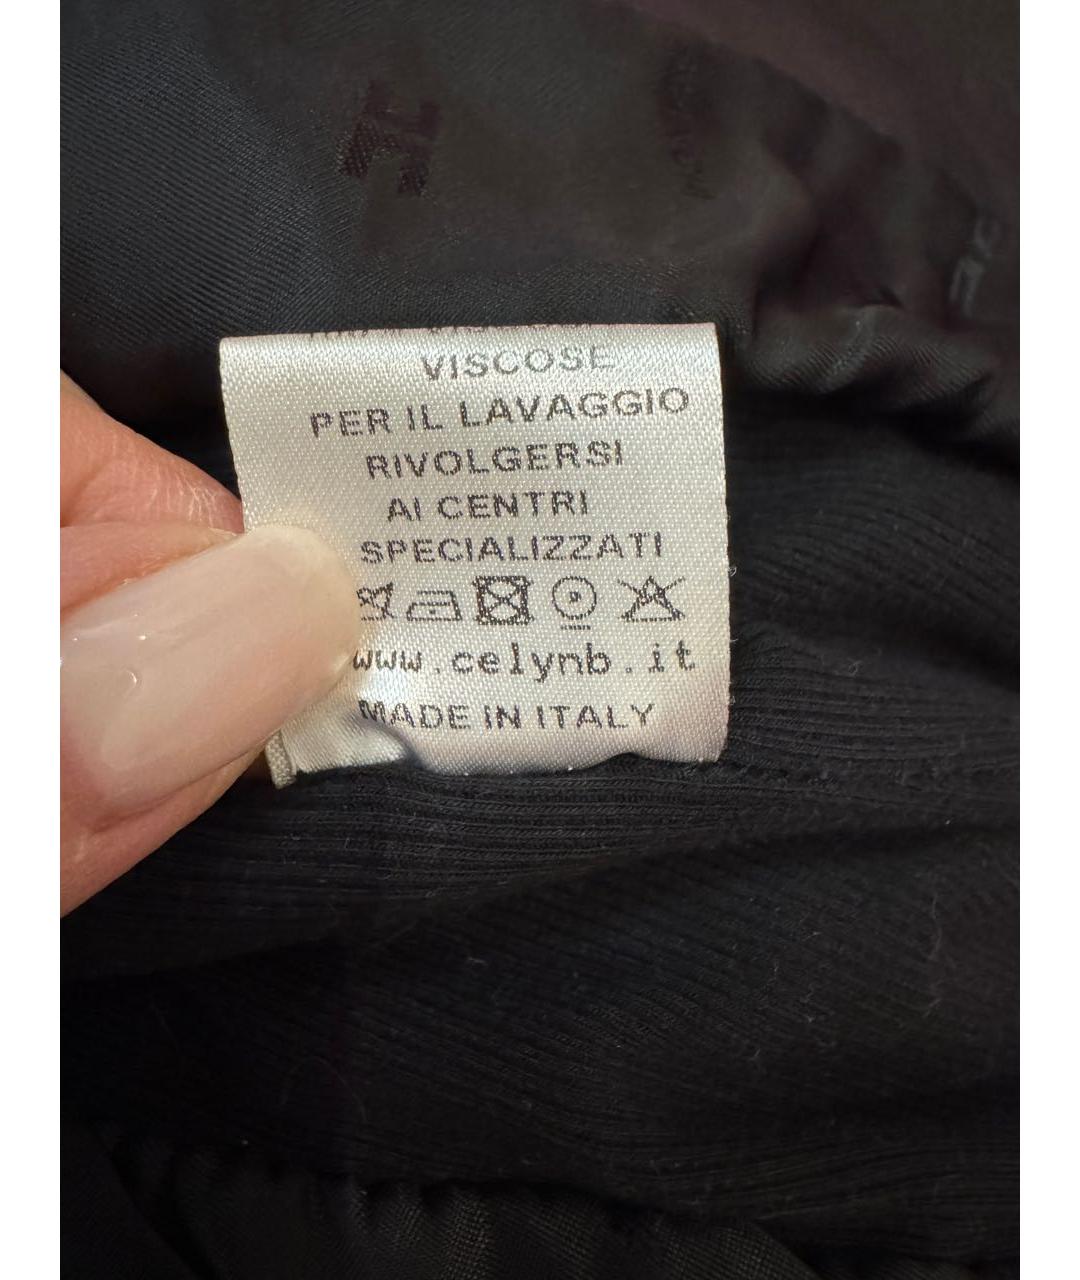 VISCOSE
PER IL LAVAGGIO
RIVOLGERSI
AI CENTRI
SPECIALIZZATI
www.celynb.it
MADE IN ITALY